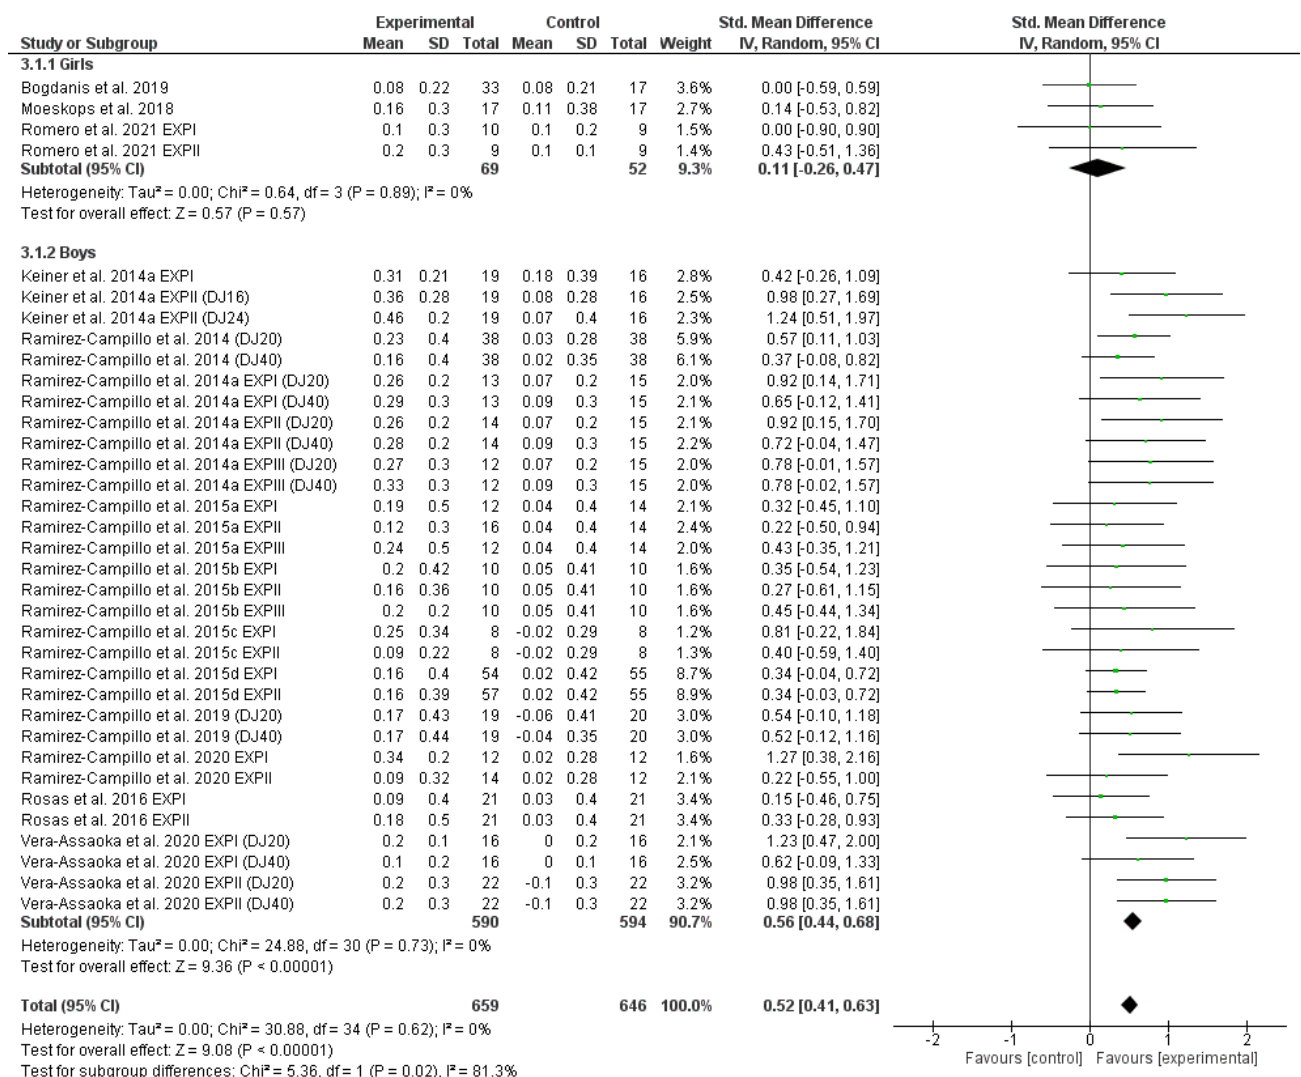 Experimental Control Std. Mean Difference Std. Mean Difference
Study or Subgroup Mean SD Total Mean SD Total Weight IV, Random, 95% CI IV, Random, 95% CI
3.1.1 Girls
Bogdanis et al. 2019 0.08 0.22 33 0.08 0.21 17 3.6% 0.00 [-0.59, 0.59]
Moeskops et al. 2018 0.16 0.3 17 0.11 0.38 17 2.7% 0.14 [-0.53, 0.82]
Romero et al. 2021 EXPI 0.1 0.3 10 0.1 0.2 9 1.5% 0.00 [-0.90, 0.90]
Romero et al. 2021 EXPII 0.2 0.3 9 0.1 0.1 9 1.4% 0.43 [-0.51, 1.36]
Subtotal (95% CI) 69 52 9.3% 0.11 [-0.26, 0.47]
Heterogeneity: Tau² = 0.00; Chi² = 0.64, df = 3 (P = 0.89); I² = 0%
Test for overall effect: Z = 0.57 (P = 0.57)
3.1.2 Boys
Keiner et al. 2014a EXPI 0.31 0.21 19 0.18 0.39 16 2.8% 0.42 [-0.26, 1.09]
Keiner et al. 2014a EXPII (DJ16) 0.36 0.28 19 0.08 0.28 16 2.5% 0.98 [0.27, 1.69]
Keiner et al. 2014a EXPII (DJ24) 0.46 0.2 19 0.07 0.4 16 2.3% 1.24 [0.51, 1.97]
Ramirez-Campillo et al. 2014 (DJ20) 0.23 0.4 38 0.03 0.28 38 5.9% 0.57 [0.11, 1.03]
Ramirez-Campillo et al. 2014 (DJ40) 0.16 0.4 38 0.02 0.35 38 6.1% 0.37 [-0.08, 0.82]
Ramirez-Campillo et al. 2014a EXPI (DJ20) 0.26 0.2 13 0.07 0.2 15 2.0% 0.92 [0.14, 1.71]
Ramirez-Campillo et al. 2014a EXPI (DJ40) 0.29 0.3 13 0.09 0.3 15 2.1% 0.65 [-0.12, 1.41]
Ramirez-Campillo et al. 2014a EXPII (DJ20) 0.26 0.2 14 0.07 0.2 15 2.1% 0.92 [0.15, 1.70]
Ramirez-Campillo et al. 2014a EXPII (DJ40) 0.28 0.2 14 0.09 0.3 15 2.2% 0.72 [-0.04, 1.47]
Ramirez-Campillo et al. 2014a EXPIII (DJ20) 0.27 0.3 12 0.07 0.2 15 2.0% 0.78 [-0.01, 1.57]
Ramirez-Campillo et al. 2014a EXPIII (DJ40) 0.33 0.3 12 0.09 0.3 15 2.0% 0.78 [-0.02, 1.57]
Ramirez-Campillo et al. 2015a EXPI 0.19 0.5 12 0.04 0.4 14 2.1% 0.32 [-0.45, 1.10]
Ramirez-Campillo et al. 2015a EXPII 0.12 0.3 16 0.04 0.4 14 2.4% 0.22 [-0.50, 0.94]
Ramirez-Campillo et al. 2015a EXPIII 0.24 0.5 12 0.04 0.4 14 2.0% 0.43 [-0.35, 1.21]
Ramirez-Campillo et al. 2015b EXPI 0.2 0.42 10 0.05 0.41 10 1.6% 0.35 [-0.54, 1.23]
Ramirez-Campillo et al. 2015b EXPII 0.16 0.36 10 0.05 0.41 10 1.6% 0.27 [-0.61, 1.15]
Ramirez-Campillo et al. 2015b EXPIII 0.2 0.2 10 0.05 0.41 10 1.6% 0.45 [-0.44, 1.34]
Ramirez-Campillo et al. 2015c EXPI 0.25 0.34 8 -0.02 0.29 8 1.2% 0.81 [-0.22, 1.84]
Ramirez-Campillo et al. 2015c EXPII 0.09 0.22 8 -0.02 0.29 8 1.3% 0.40 [-0.59, 1.40]
Ramirez-Campillo et al. 2015d EXPI 0.16 0.4 54 0.02 0.42 55 8.7% 0.34 [-0.04, 0.72]
Ramirez-Campillo et al. 2015d EXPII 0.16 0.39 57 0.02 0.42 55 8.9% 0.34 [-0.03, 0.72]
Ramirez-Campillo et al. 2019 (DJ20) 0.17 0.43 19 -0.06 0.41 20 3.0% 0.54 [-0.10, 1.18]
Ramirez-Campillo et al. 2019 (DJ40) 0.17 0.44 19 -0.04 0.35 20 3.0% 0.52 [-0.12, 1.16]
Ramirez-Campillo et al. 2020 EXPI 0.34 0.2 12 0.02 0.28 12 1.6% 1.27 [0.38, 2.16]
Ramirez-Campillo et al. 2020 EXPII 0.09 0.32 14 0.02 0.28 12 2.1% 0.22 [-0.55, 1.00]
Rosas et al. 2016 EXPI 0.09 0.4 21 0.03 0.4 21 3.4% 0.15 [-0.46, 0.75]
Rosas et al. 2016 EXPII 0.18 0.5 21 0.03 0.4 21 3.4% 0.33 [-0.28, 0.93]
Vera-Assaoka et al. 2020 EXPI (DJ20) 0.2 0.1 16 0 0.2 16 2.1% 1.23 [0.47, 2.00]
Vera-Assaoka et al. 2020 EXPI (DJ40) 0.1 0.2 16 0 0.1 16 2.5% 0.62 [-0.09, 1.33]
Vera-Assaoka et al. 2020 EXPII (DJ20) 0.2 0.3 22 -0.1 0.3 22 3.2% 0.98 [0.35, 1.61]
Vera-Assaoka et al. 2020 EXPII (DJ40) 0.2 0.3 22 -0.1 0.3 22 3.2% 0.98 [0.35, 1.61]
Subtotal (95% CI) 590 594 90.7% 0.56 [0.44, 0.68]
Heterogeneity: Tau² = 0.00; Chi² = 24.88, df = 30 (P = 0.73); I² = 0%
Test for overall effect: Z = 9.36 (P < 0.00001)
Total (95% CI) 659 646 100.0% 0.52 [0.41, 0.63]
Heterogeneity: Tau² = 0.00; Chi² = 30.88, df = 34 (P = 0.62); I² = 0%
Test for overall effect: Z = 9.08 (P < 0.00001)
Test for subgroup differences: Chi² = 5.36, df = 1 (P = 0.02), I² = 81.3%
-2 -1 0 1 2
Favours [control] Favours [experimental]